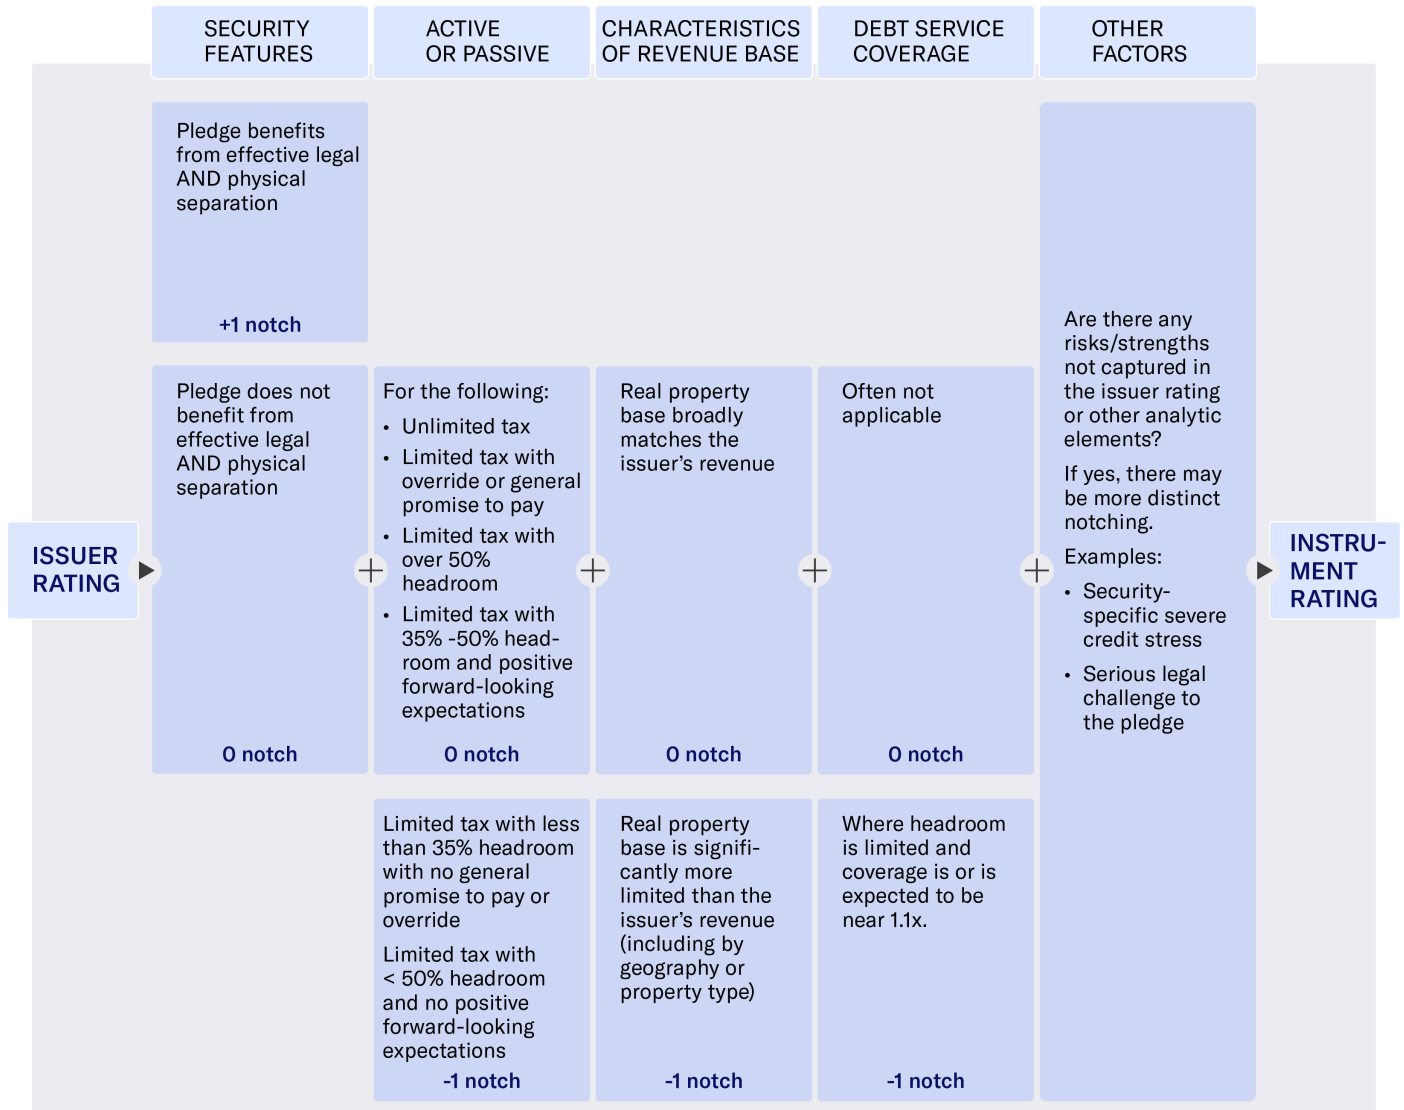 SECURITY
FEATURES
ACTIVE
OR PASSIVE
CHARACTERISTICS
OF REVENUE BASE
DEBT SERVICE
COVERAGE
OTHER
FACTORS
ISSUER
RATING
Pledge benefits
from effective legal
AND physical
separation
+1 notch
Pledge does not
benefit from
effective legal
AND physical
separation
0 notch
For the following:
• Unlimited tax
• Limited tax with
override or general
promise to pay
• Limited tax with
over 50%
headroom
• Limited tax with
35% -50% head-
room and positive
forward-looking
expectations
0 notch
Limited tax with less
than 35% headroom
with no general
promise to pay or
override
Limited tax with
< 50% headroom
and no positive
forward-looking
expectations
-1 notch
Real property
base broadly
matches the
issuer’s revenue
0 notch
Real property
base is signifi-
cantly more
limited than the
issuer’s revenue
(including by
geography or
property type)
-1 notch
Often not
applicable
0 notch
Where headroom
is limited and
coverage is or is
expected to be
near 1.1x.
-1 notch
Are there any
risks/strengths
not captured in
the issuer rating
or other analytic
elements?
If yes, there may
be more distinct
notching.
Examples:
• Security-
specific severe
credit stress
• Serious legal
challenge to
the pledge
INSTRU-
MENT
RATING